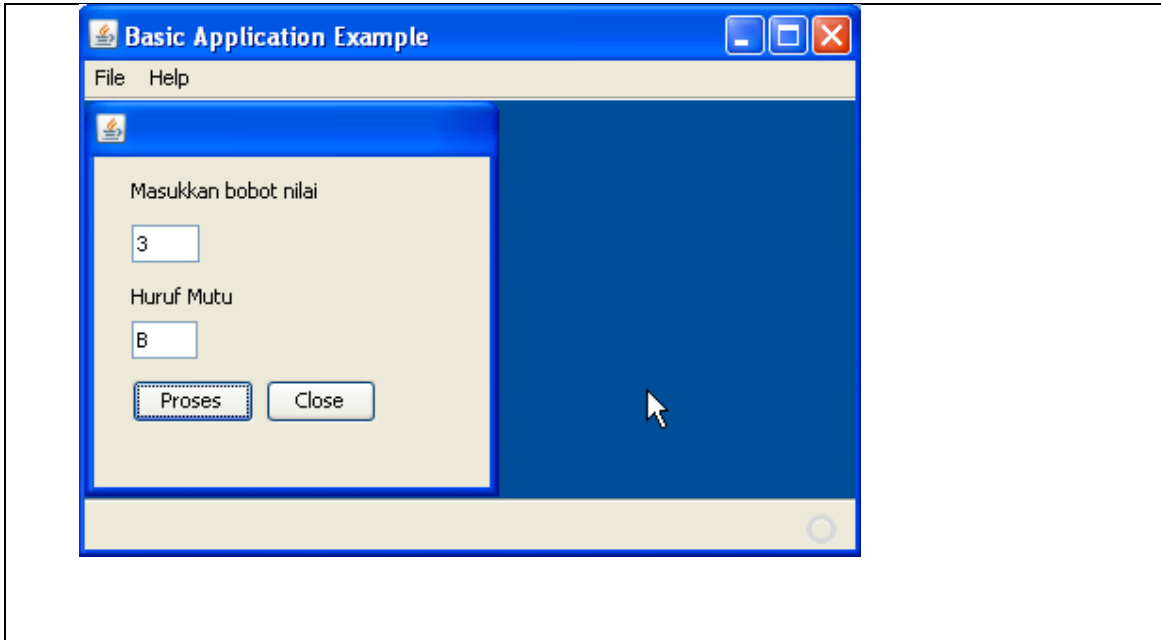 Basic Application Example
File Help
Masukkan bobot nilai
3
Huruf Mutu
B
Proses Close